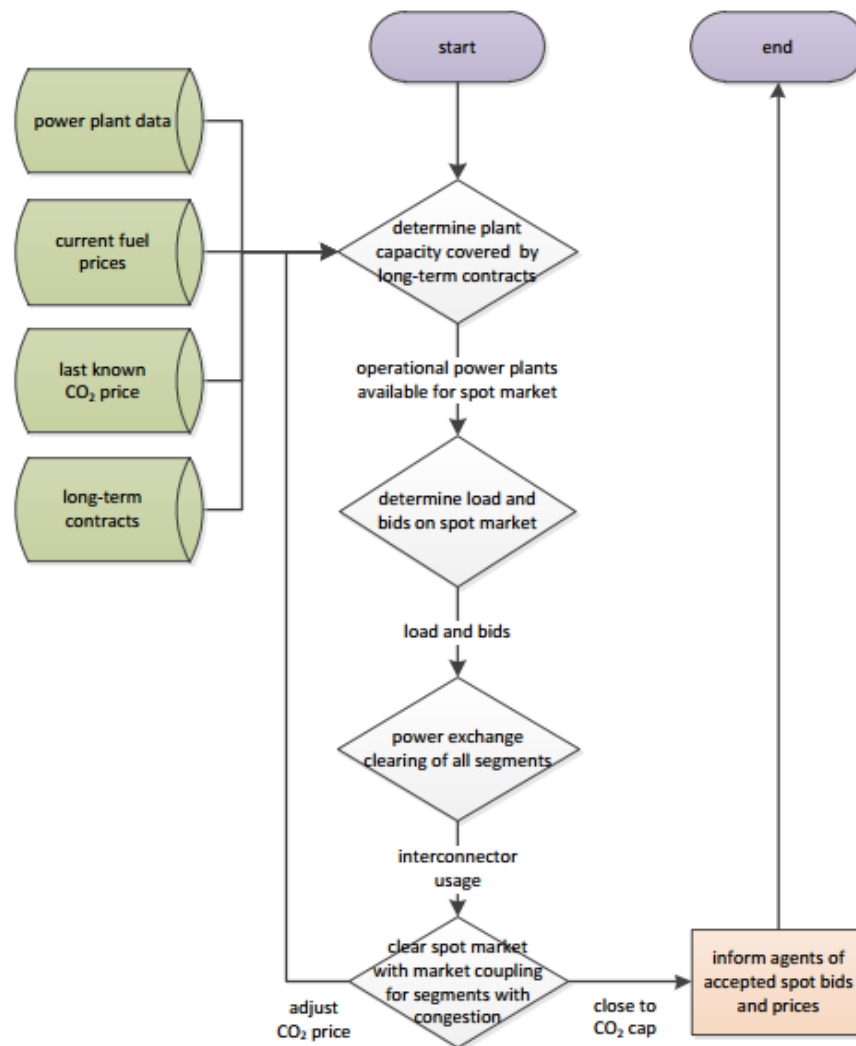 start
end
power plant data
current fuel
prices
last known
CO₂ price
long-term
contracts
determine plant
capacity covered by
long-term contracts
operational power plants
available for spot market
determine load and
bids on spot market
load and bids
power exchange
clearing of all segments
interconnector
usage
clear spot market
with market coupling
for segments with
congestion
adjust
CO₂ price
close to
CO₂ cap
inform agents of
accepted spot bids
and prices